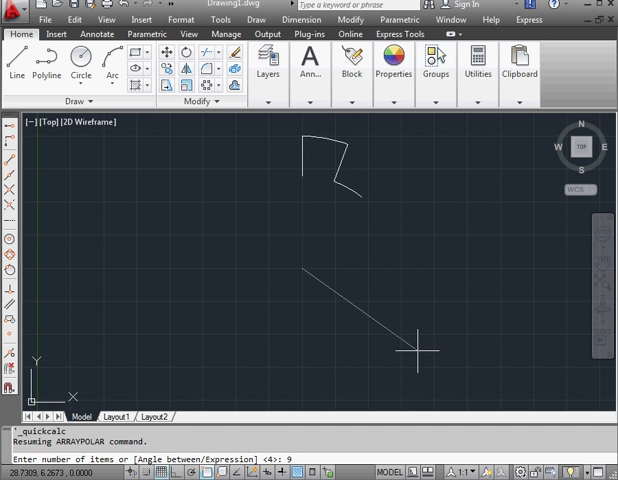 Drawing1.dwg
Type a keyword or phrase
Sign In
File Edit View Insert Format Tools Draw Dimension Modify Parametric Window Help Express
Home Insert Annotate Parametric View Manage Output Plug-ins Online Express Tools
Line Polyline Circle Arc Layers Ann... Block Properties Groups Utilities Clipboard
Draw Modify
[−][Top][2D Wireframe]
N
W TOP E
S
WCS
Y
X
Model Layout1 Layout2
'_quickcalc
Resuming ARRAYPOLAR command.
Enter number of items or [Angle between/Expression] <4>: 9
28.7309, 6.2673, 0.0000 MODEL 1:1